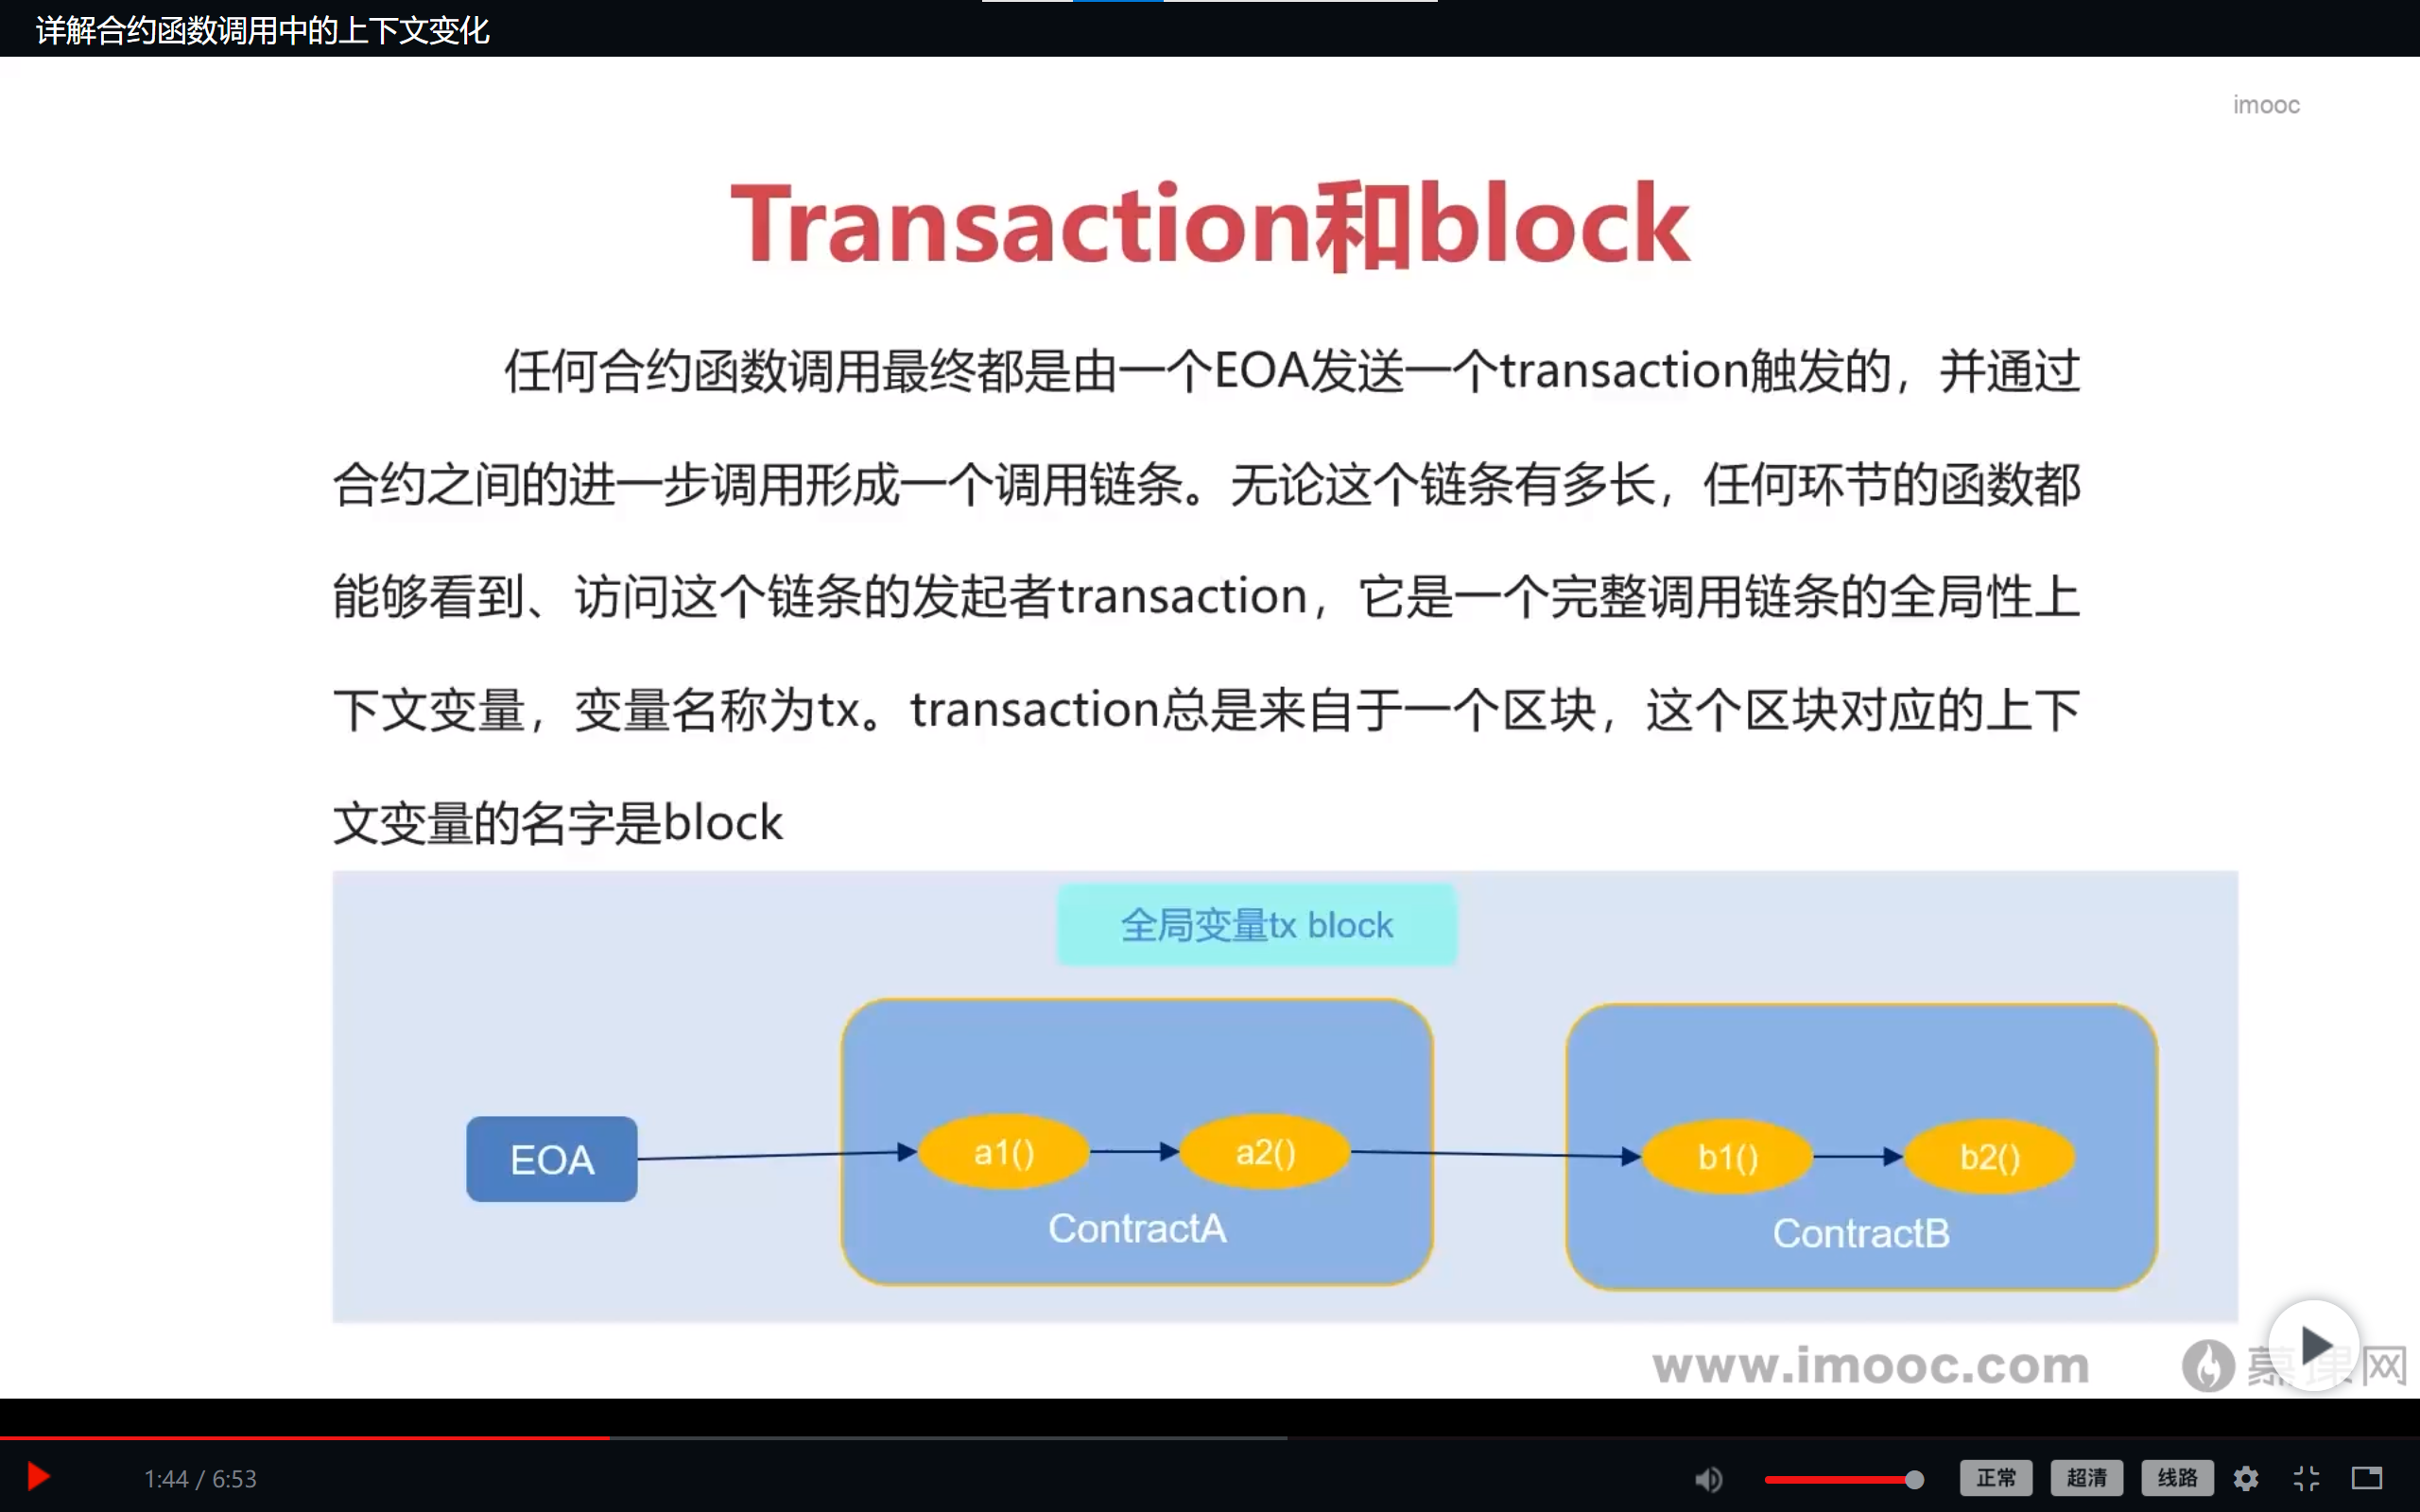 详解合约函数调用中的上下文变化
imooc
Transaction和block
任何合约函数调用最终都是由一个EOA发送一个transaction触发的，并通过
合约之间的进一步调用形成一个调用链条。无论这个链条有多长，任何环节的函数都
能够看到、访问这个链条的发起者transaction，它是一个完整调用链条的全局性上
下文变量，变量名称为tx。transaction总是来自于一个区块，这个区块对应的上下
文变量的名字是block
全局变量tx block
EOA
a1()
a2()
b1()
b2()
ContractA
ContractB
www.imooc.com
慕课网
1:44 / 6:53
正常
超清
线路